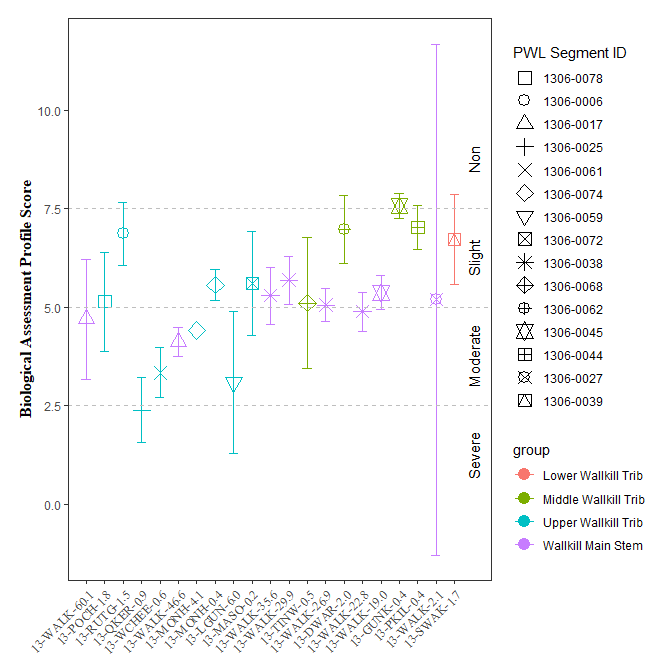 Biological Assessment Profile Score
10.0
7.5
5.0
2.5
0.0
Non
Slight
Moderate
Severe
13-WALK-60.1
13-POCH-1.8
13-RUTG-1.5
13-QKER-0.9
13-WCHEE-0.6
13-WALK-46.6
13-MONH-4.1
13-MONH-0.4
13-LGUN-6.0
13-MASO-0.2
13-WALK-35.6
13-WALK-29.9
13-TINW-0.5
13-WALK-26.9
13-DWAR-2.0
13-WALK-22.8
13-WALK-19.0
13-GUNK-0.4
13-PKIL-0.4
13-WALK-2.1
13-SWAK-1.7
PWL Segment ID
1306-0078
1306-0006
1306-0017
1306-0025
1306-0061
1306-0074
1306-0059
1306-0072
1306-0038
1306-0068
1306-0062
1306-0045
1306-0044
1306-0027
1306-0039
group
Lower Wallkill Trib
Middle Wallkill Trib
Upper Wallkill Trib
Wallkill Main Stem